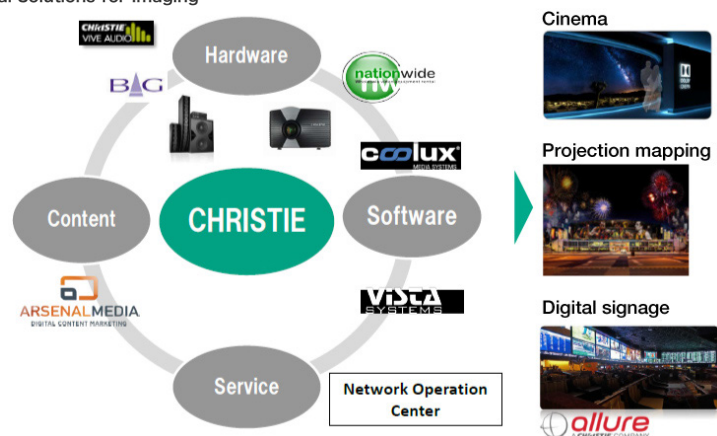 al Solutions for Imaging
CHRISTIE
VIVE AUDIO
BAG
Hardware
nationwide
Cinema
COOLUX
MEDIA SYSTEMS
Projection mapping
Content
CHRISTIE
Software
ARSENALMEDIA
DIGITAL CONTENT MARKETING
VISTA
SYSTEMS
Digital signage
Service
Network Operation
Center
allure
A CHRISTIE COMPANY